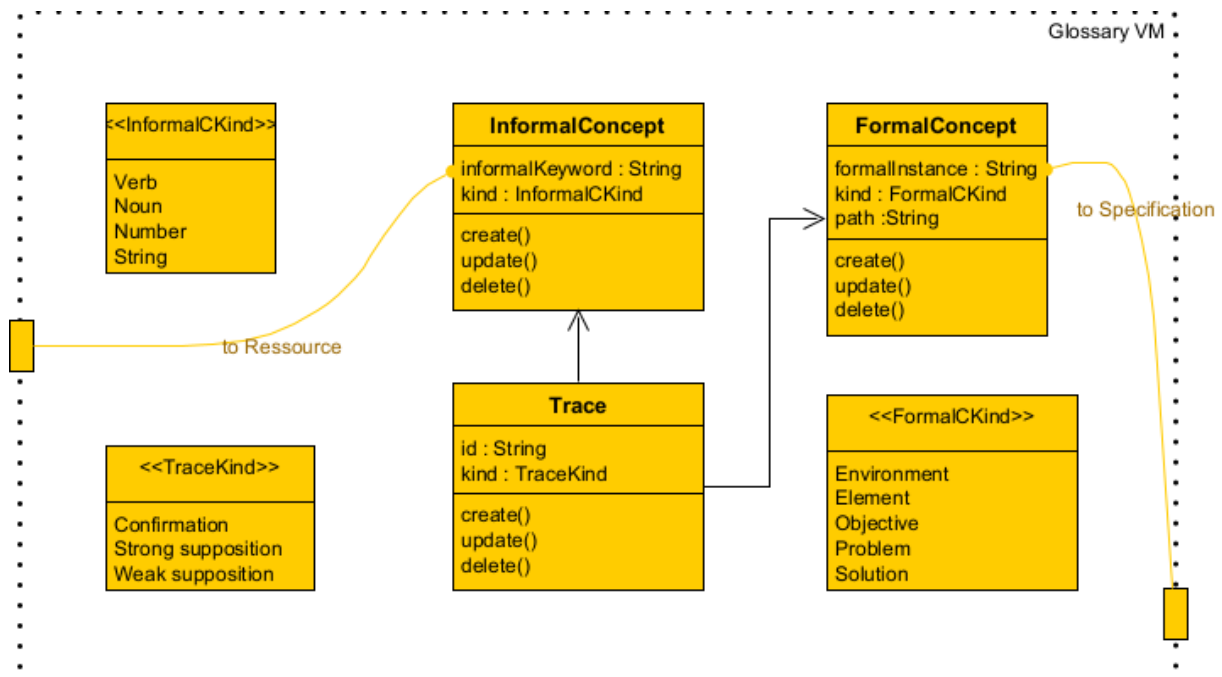 Glossary VM
<<InformalCKind>>
Verb
Noun
Number
String
InformalConcept
informalKeyword : String
kind : InformalCKind
create()
update()
delete()
FormalConcept
formalInstance : String
kind : FormalCKind
path :String
create()
update()
delete()
to Specification
to Ressource
<<TraceKind>>
Confirmation
Strong supposition
Weak supposition
Trace
id : String
kind : TraceKind
create()
update()
delete()
<<FormalCKind>>
Environment
Element
Objective
Problem
Solution